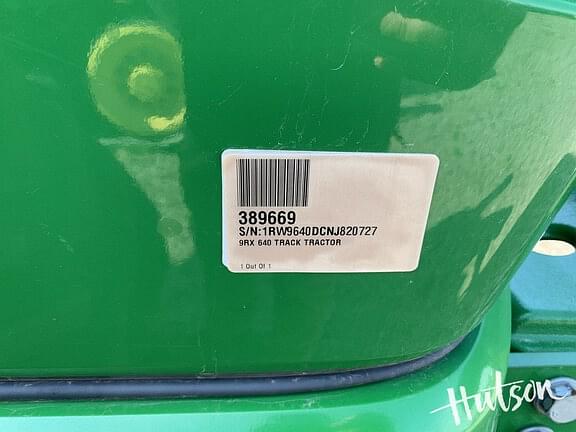 389669
S/N:1RW9640DCNJ820727
9RX 640 TRACK TRACTOR
1 Out Of 1
Hutson